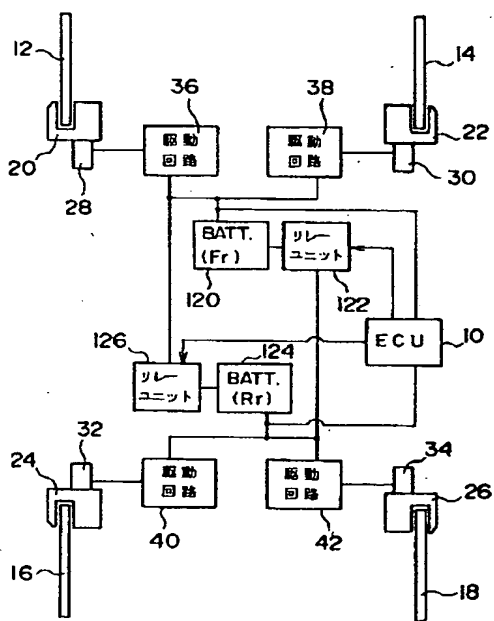 12
14
36
38
駆動
回路
駆動
回路
20
22
28
30
BATT.
(Fr)
リレー
ユニット
120
122
126
124
ECU
10
リレー
ユニット
BATT.
(Rr)
32
34
24
駆動
回路
駆動
回路
26
40
42
16
18